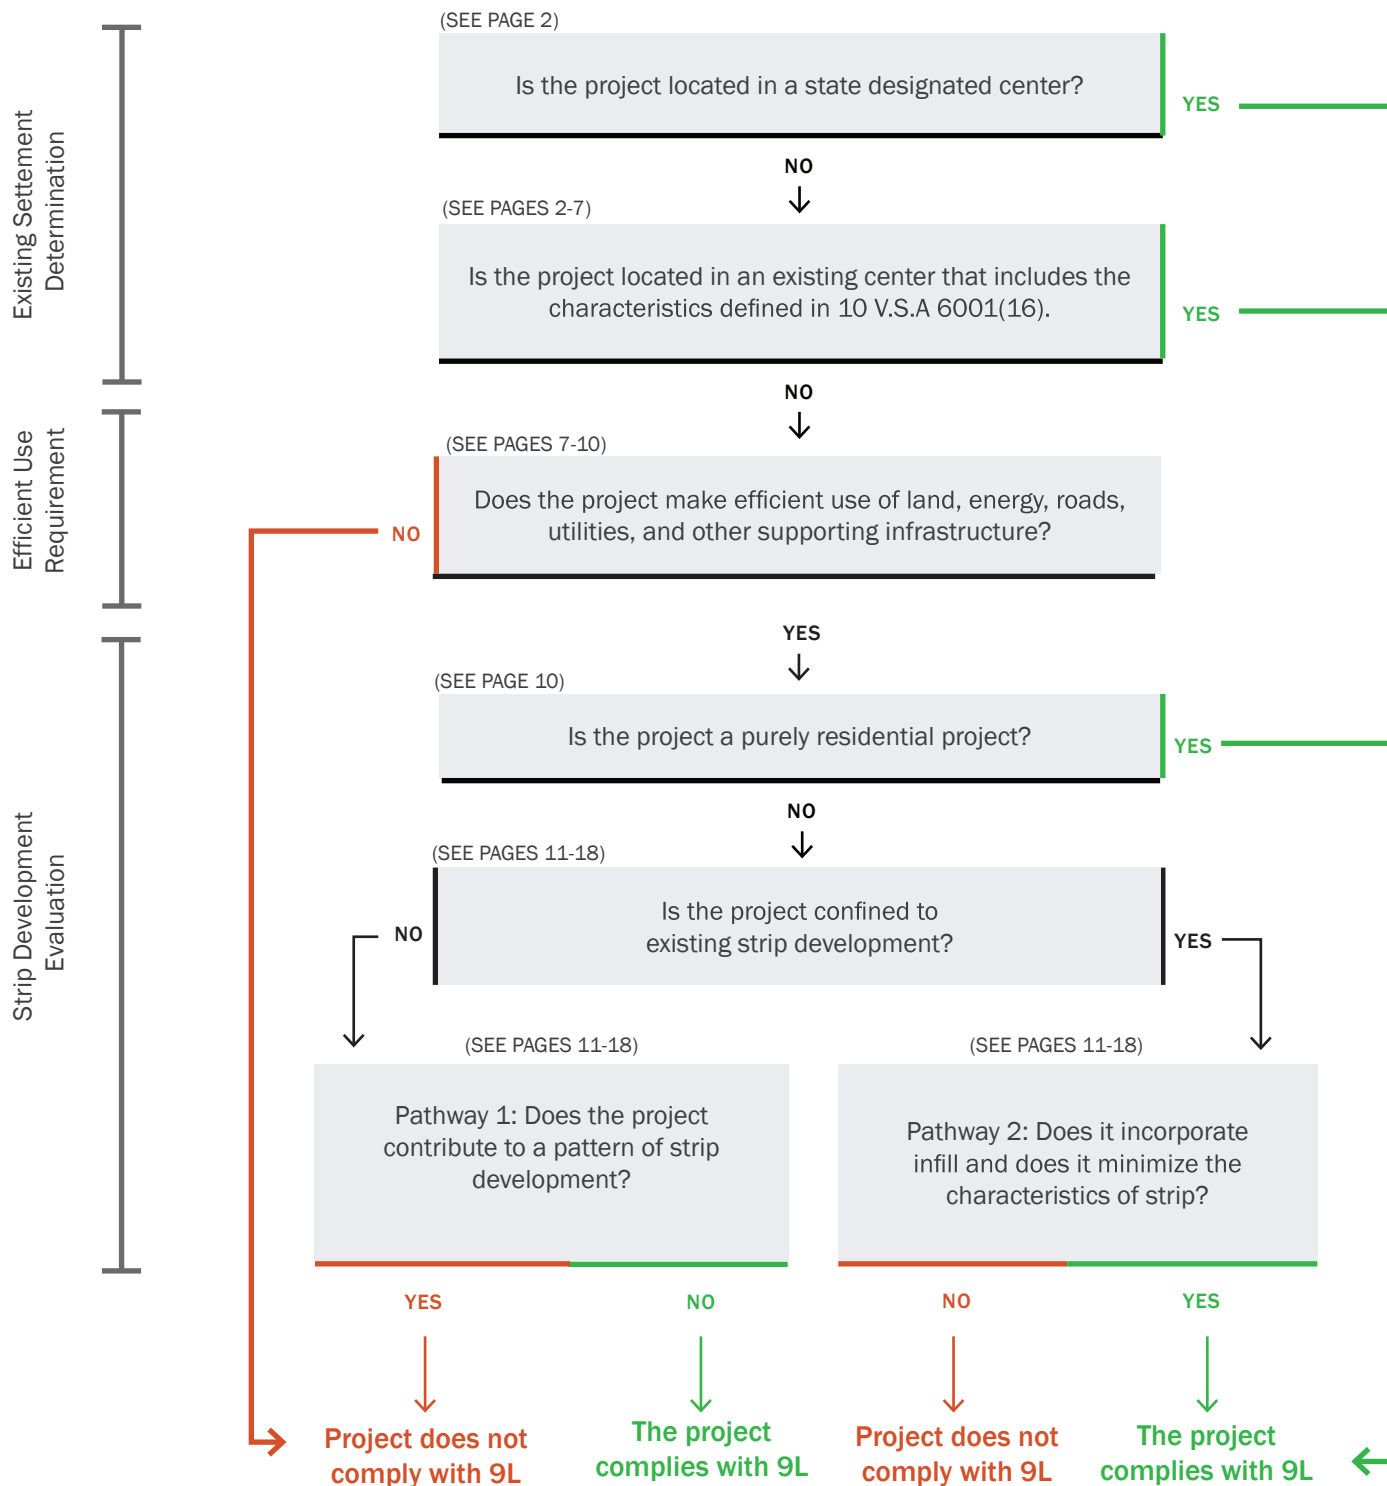 (SEE PAGE 2)
Is the project located in a state designated center?
YES
NO
Existing Settement
Determination
(SEE PAGES 2-7)
Is the project located in an existing center that includes the
characteristics defined in 10 V.S.A 6001(16).
YES
NO
Efficient Use
Requirement
(SEE PAGES 7-10)
Does the project make efficient use of land, energy, roads,
utilities, and other supporting infrastructure?
NO
YES
Strip Development
Evaluation
(SEE PAGE 10)
Is the project a purely residential project?
YES
NO
(SEE PAGES 11-18)
Is the project confined to
existing strip development?
NO
YES
(SEE PAGES 11-18)
Pathway 1: Does the project
contribute to a pattern of strip
development?
(SEE PAGES 11-18)
Pathway 2: Does it incorporate
infill and does it minimize the
characteristics of strip?
YES
NO
NO
YES
Project does not
comply with 9L
The project
complies with 9L
Project does not
comply with 9L
The project
complies with 9L